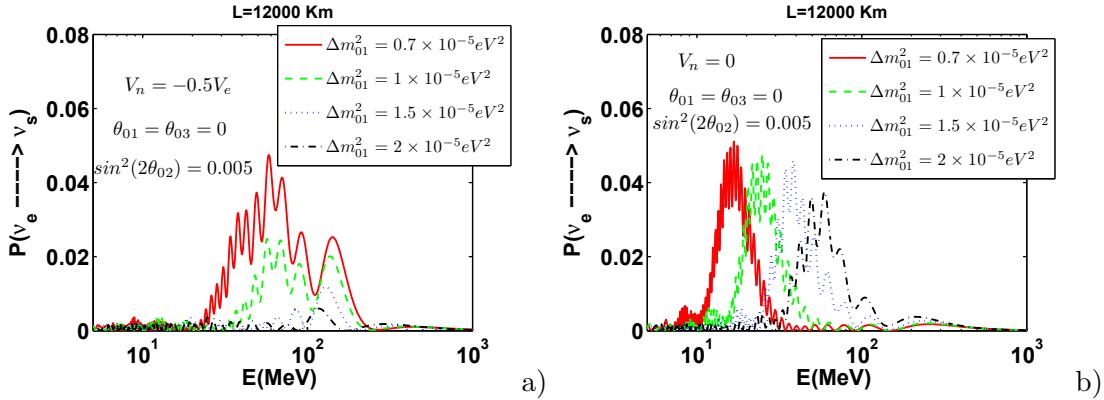 L=12000 Km
P(ν_e ----> ν_s)
0.08
0.06
0.04
0.02
0
10^1
10^2
10^3
E(MeV)
V_n = −0.5V_e
θ_01 = θ_03 = 0
sin^2(2θ_02) = 0.005
Δm^2_01 = 0.7 × 10^-5 eV^2
Δm^2_01 = 1 × 10^-5 eV^2
Δm^2_01 = 1.5 × 10^-5 eV^2
Δm^2_01 = 2 × 10^-5 eV^2
a)
L=12000 Km
P(ν_e ----> ν_s)
0.08
0.06
0.04
0.02
0
10^1
10^2
10^3
E(MeV)
V_n = 0
θ_01 = θ_03 = 0
sin^2(2θ_02) = 0.005
Δm^2_01 = 0.7 × 10^-5 eV^2
Δm^2_01 = 1 × 10^-5 eV^2
Δm^2_01 = 1.5 × 10^-5 eV^2
Δm^2_01 = 2 × 10^-5 eV^2
b)